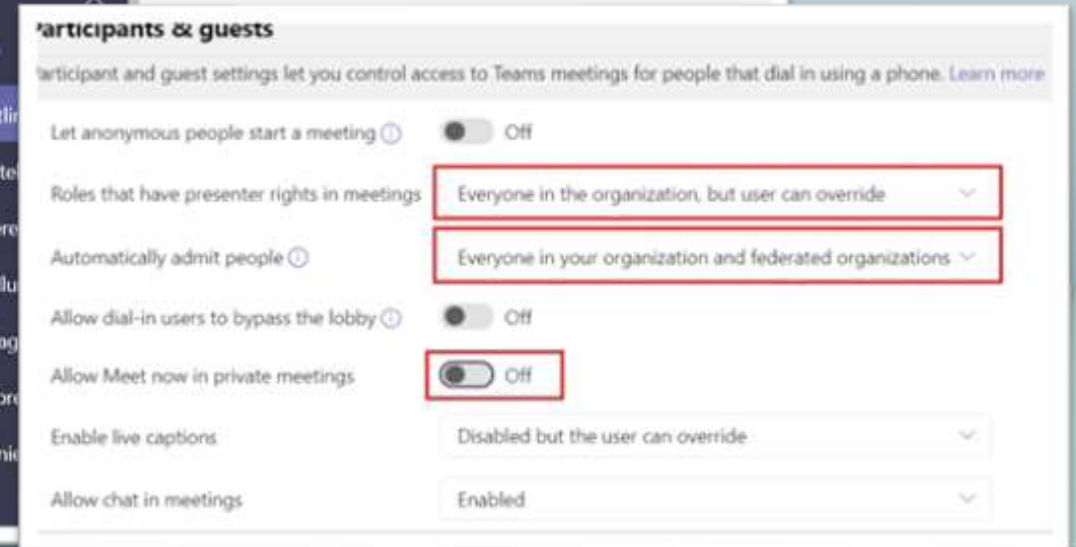 Participants & guests
Participant and guest settings let you control access to Teams meetings for people that dial in using a phone. Learn more
Let anonymous people start a meeting
Off
Roles that have presenter rights in meetings
Everyone in the organization, but user can override
Automatically admit people
Everyone in your organization and federated organizations
Allow dial-in users to bypass the lobby
Off
Allow Meet now in private meetings
Off
Enable live captions
Disabled but the user can override
Allow chat in meetings
Enabled